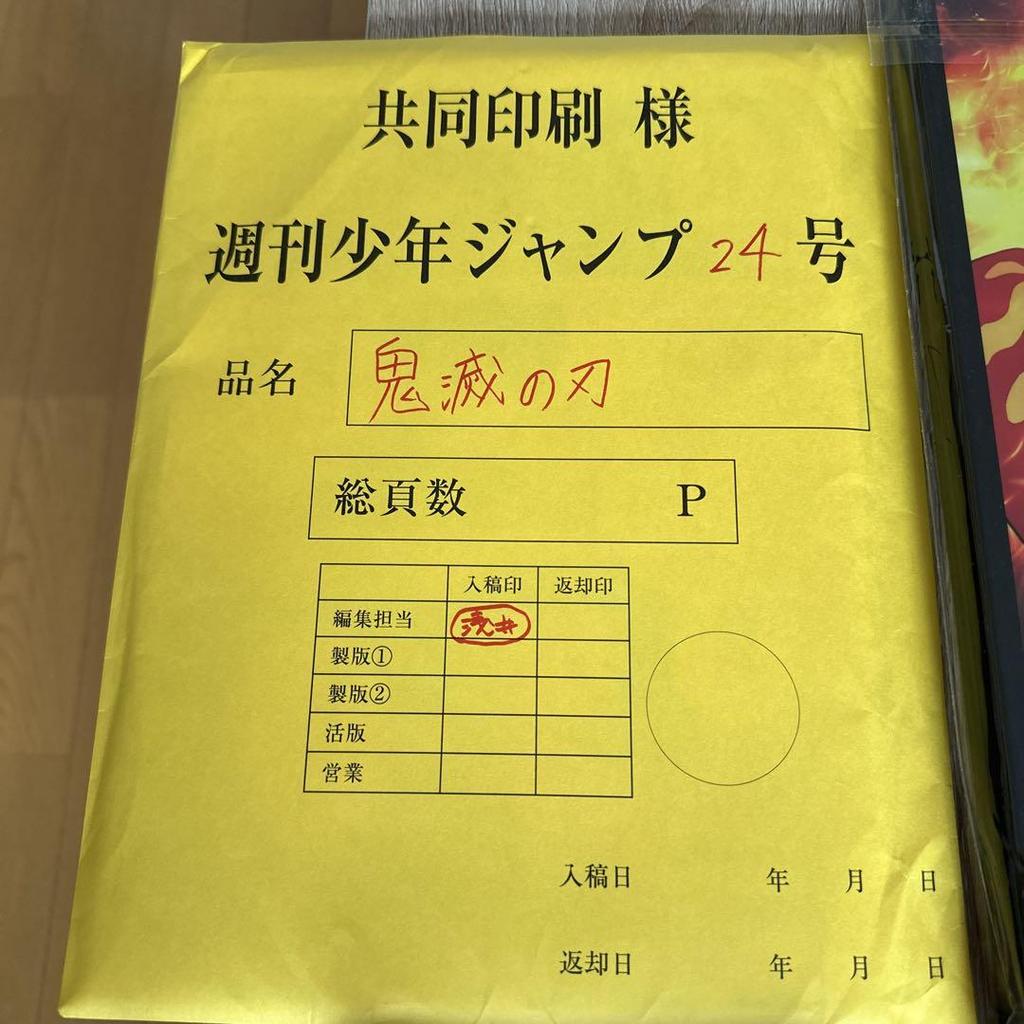 共同印刷 様
週刊少年ジャンプ 24 号
品名 鬼滅の刃
総頁数 P
入稿印 返却印
編集担当
製版①
製版②
活版
営業
入稿日 年 月 日
返却日 年 月 日